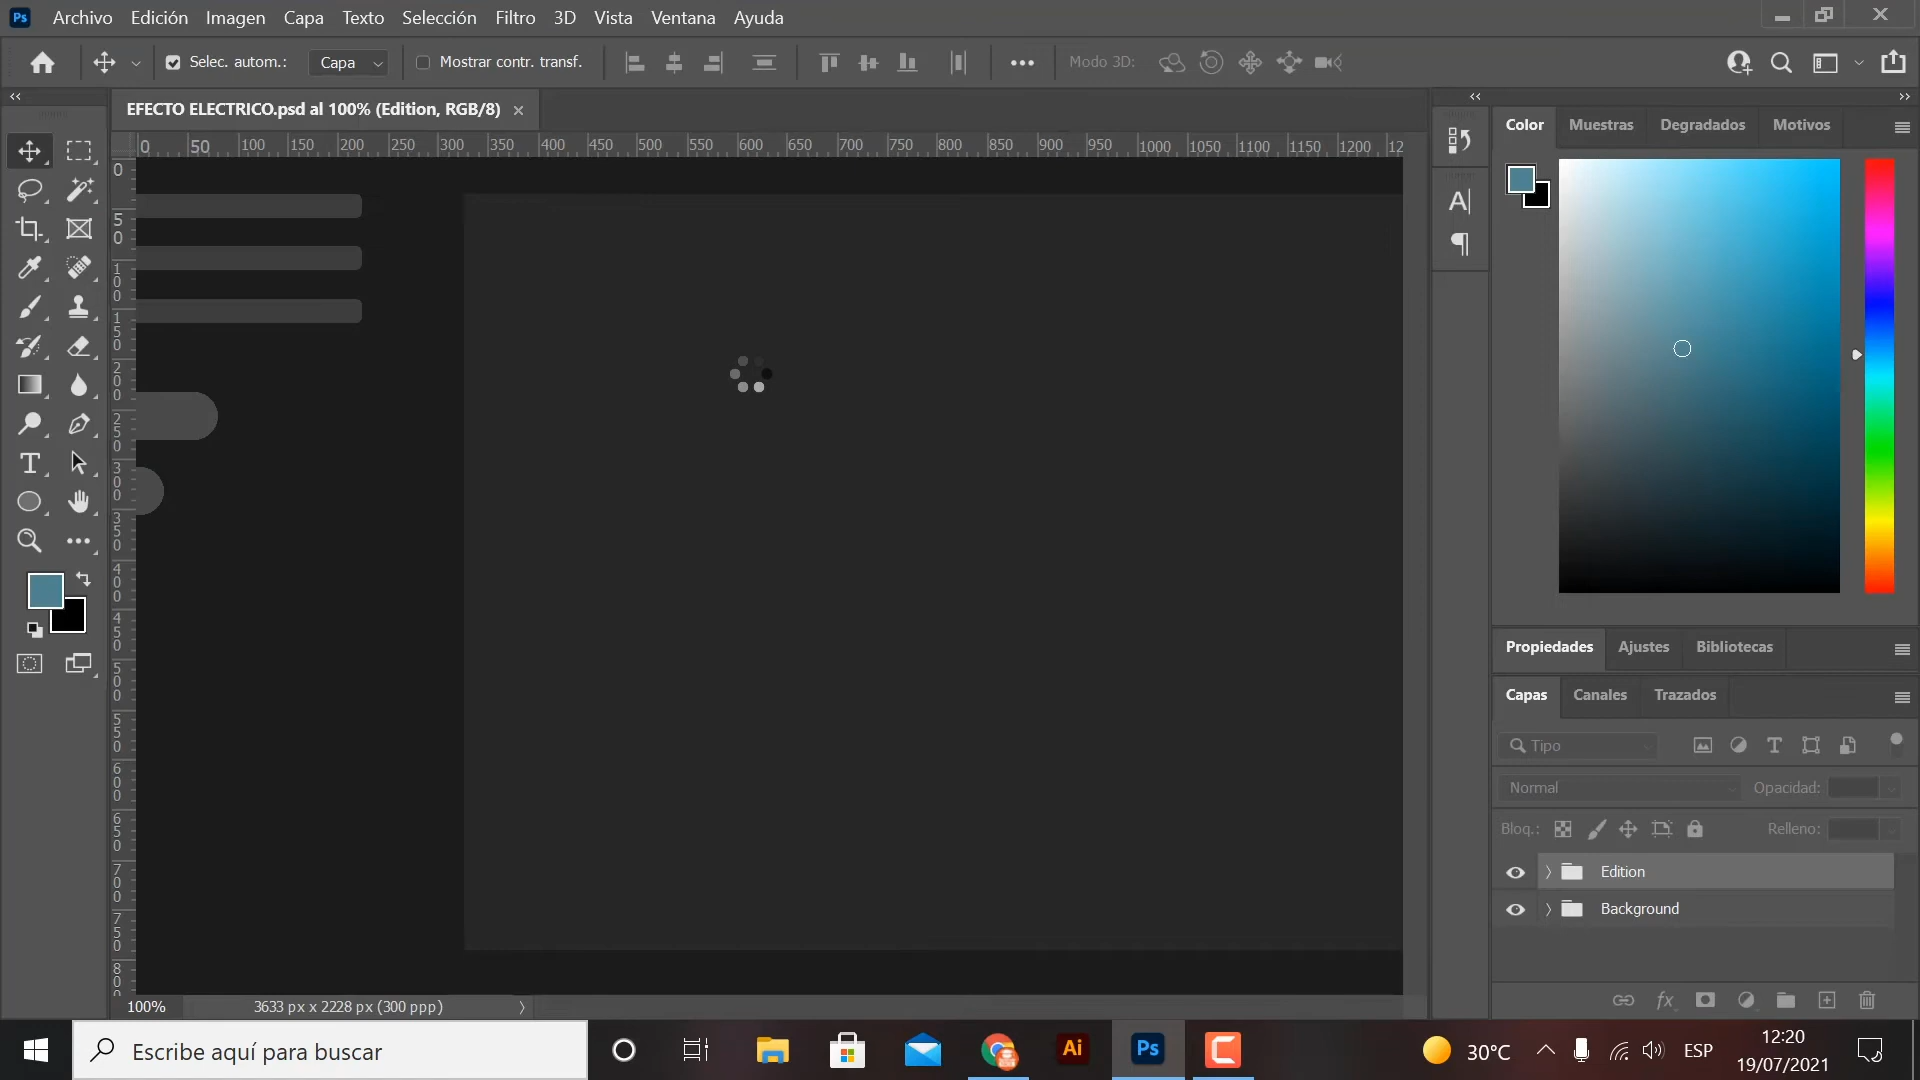 Ps Archivo Edición Imagen Capa Texto Selección Filtro 3D Vista Ventana Ayuda
Selec. autom.: Capa Mostrar contr. transf. Modo 3D:
EFECTO ELECTRICO.psd al 100% (Edition, RGB/8)
0 50 100 150 200 250 300 350 400 450 500 550 600 650 700 750 800 850 900 950 1000 1050 1100 1150 1200 12
0
50
100
150
200
250
300
350
400
450
500
550
600
650
700
750
800
Color Muestras Degradados Motivos
Propiedades Ajustes Bibliotecas
Capas Canales Trazados
Tipo
Normal Opacidad:
Bloq.: Relleno:
Edition
Background
fx
100% 3633 px x 2228 px (300 ppp)
Escribe aquí para buscar
Ai Ps
30°C ESP
12:20
19/07/2021